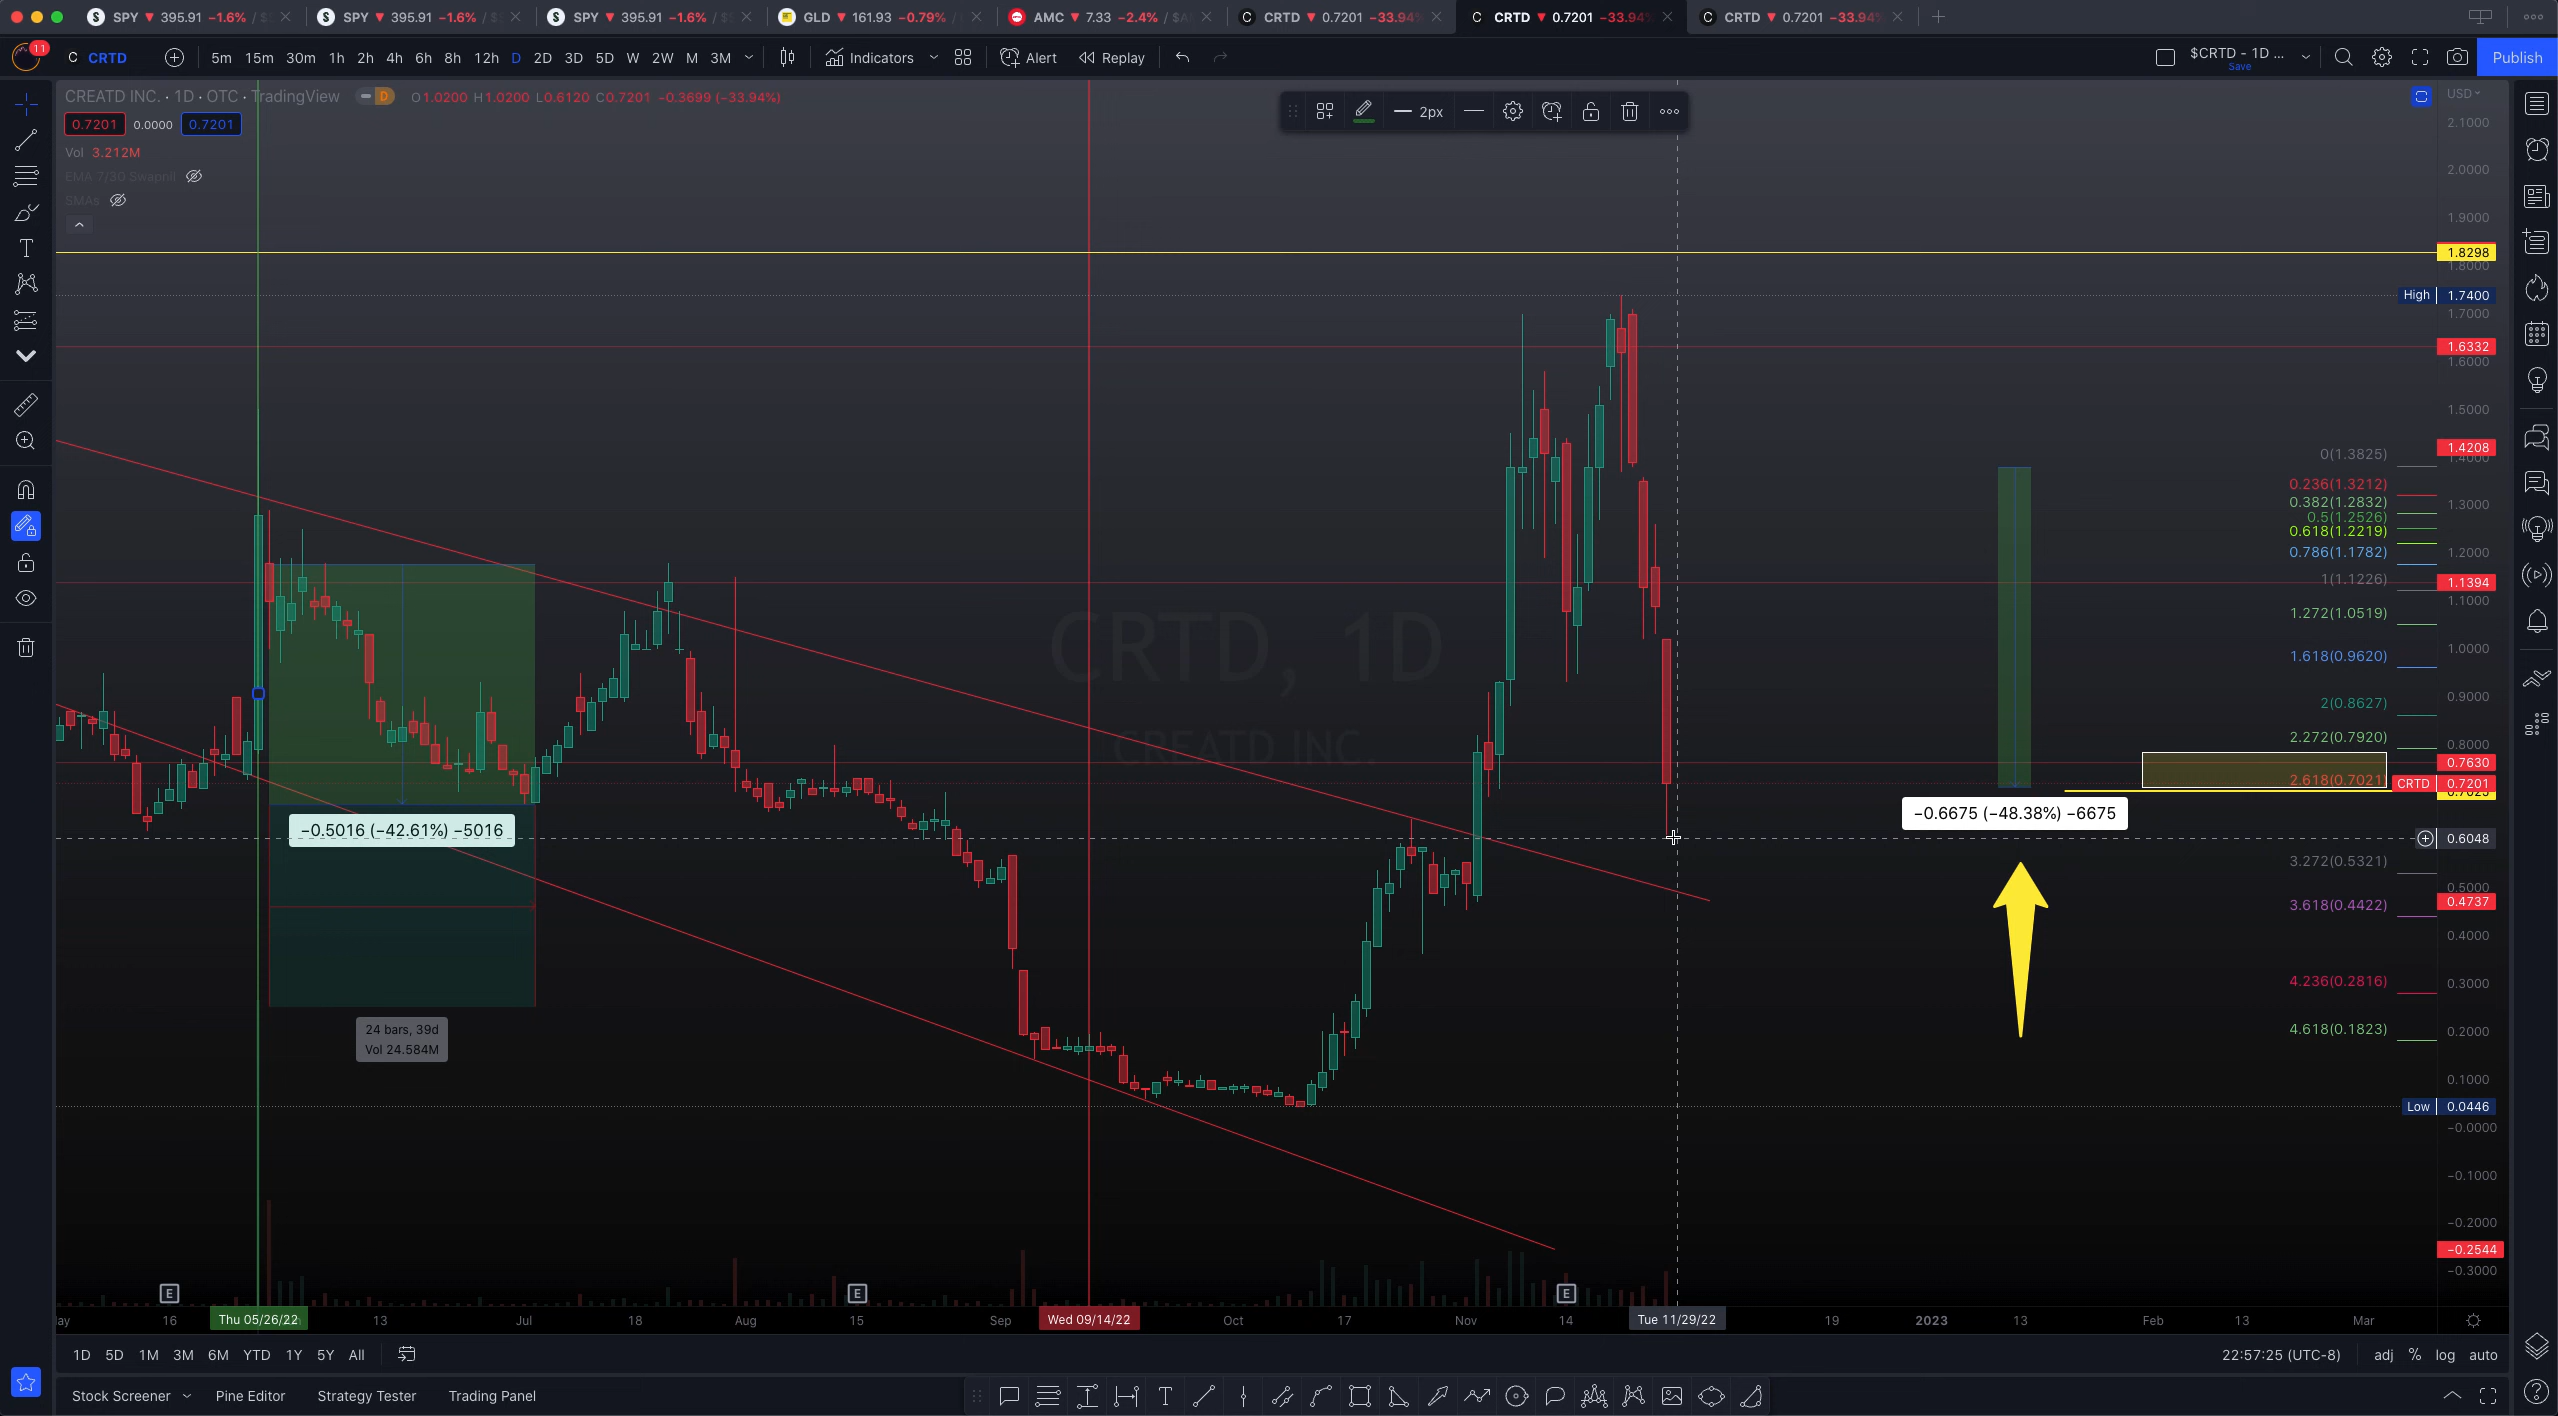 SPY ▼ 395.91 −1.6% / $
SPY ▼ 395.91 −1.6% / $
SPY ▼ 395.91 −1.6% / $
GLD ▼ 161.93 −0.79% /
AMC ▼ 7.33 −2.4% / $A
C CRTD ▼ 0.7201 −33.94%
C CRTD ▼ 0.7201 −33.94%
C CRTD ▼ 0.7201 −33.94%
11
C CRTD 5m 15m 30m 1h 2h 4h 6h 8h 12h D 2D 3D 5D W 2W M 3M Indicators Alert Replay
$CRTD - 1D ...
Save
Publish
CREATD INC. · 1D · OTC · TradingView D O1.0200 H1.0200 L0.6120 C0.7201 −0.3699 (−33.94%)
0.7201 0.0000 0.7201
Vol 3.212M
EMA 7/30 Swapnil
SMAs
2px
USD
2.1000
2.0000
1.9000
1.8298
1.8000
High 1.7400
1.7000
1.6332
1.6000
1.5000
1.4208
1.4000
0(1.3825)
0.236(1.3212)
0.382(1.2832)
1.3000
0.5(1.2526)
0.618(1.2219)
0.786(1.1782)
1.2000
1(1.1226)
1.1394
1.1000
1.272(1.0519)
CRTD, 1D
CREATD INC.
1.0000
1.618(0.9620)
0.9000
2(0.8627)
2.272(0.7920)
0.8000
0.7630
2.618(0.7021)
CRTD 0.7201
−0.6675 (−48.38%) −6675
−0.5016 (−42.61%) −5016
0.6048
3.272(0.5321)
0.5000
0.4737
3.618(0.4422)
0.4000
4.236(0.2816)
0.3000
4.618(0.1823)
0.2000
24 bars, 39d
Vol 24.584M
0.1000
Low 0.0446
−0.0000
−0.1000
−0.2000
−0.2544
−0.3000
E E E
ay 16 Thu 05/26/22 13 Jul 18 Aug 15 Sep Wed 09/14/22 Oct 17 Nov 14 Tue 11/29/22 19 2023 13 Feb 13 Mar
1D 5D 1M 3M 6M YTD 1Y 5Y All
22:57:25 (UTC-8) adj % log auto
Stock Screener Pine Editor Strategy Tester Trading Panel